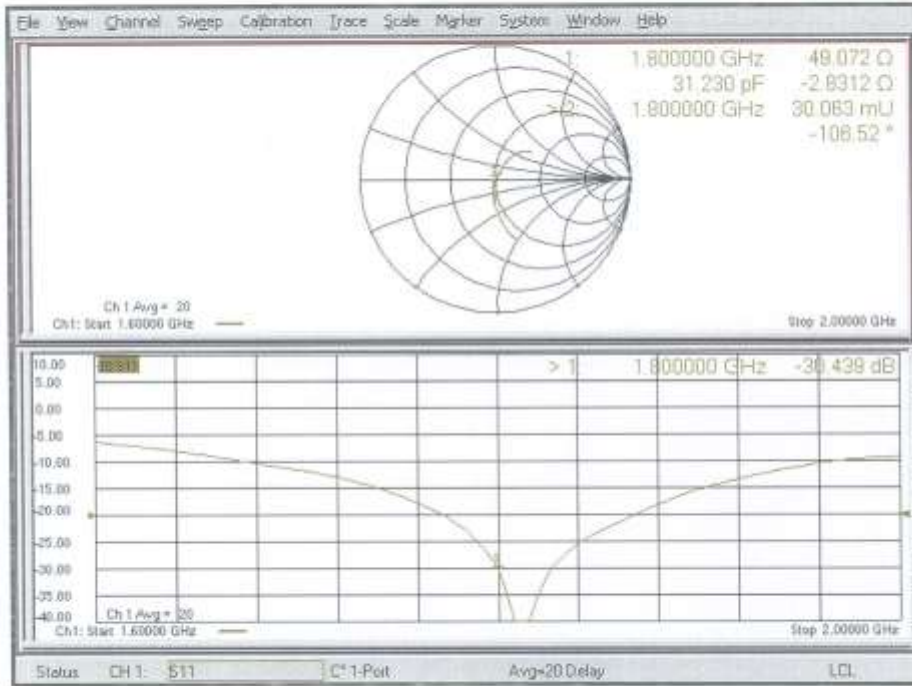 File View Channel Sweep Calibration Trace Scale Marker System Window Help
1 1.800000 GHz 49.072 Ω
31.230 pF -2.8312 Ω
> 2 1.800000 GHz 30.063 mU
-106.52 °
Ch 1 Avg = 20
Ch1: Start 1.60000 GHz
Stop 2.00000 GHz
10.00
> 1 1.800000 GHz -30.439 dB
5.00
0.00
-5.00
-10.00
-15.00
-20.00
-25.00
-30.00
-35.00
-40.00
Ch 1 Avg = 20
Ch1: Start 1.60000 GHz
Stop 2.00000 GHz
Status CH 1: S11 C* 1-Port Avg=20 Delay LCL